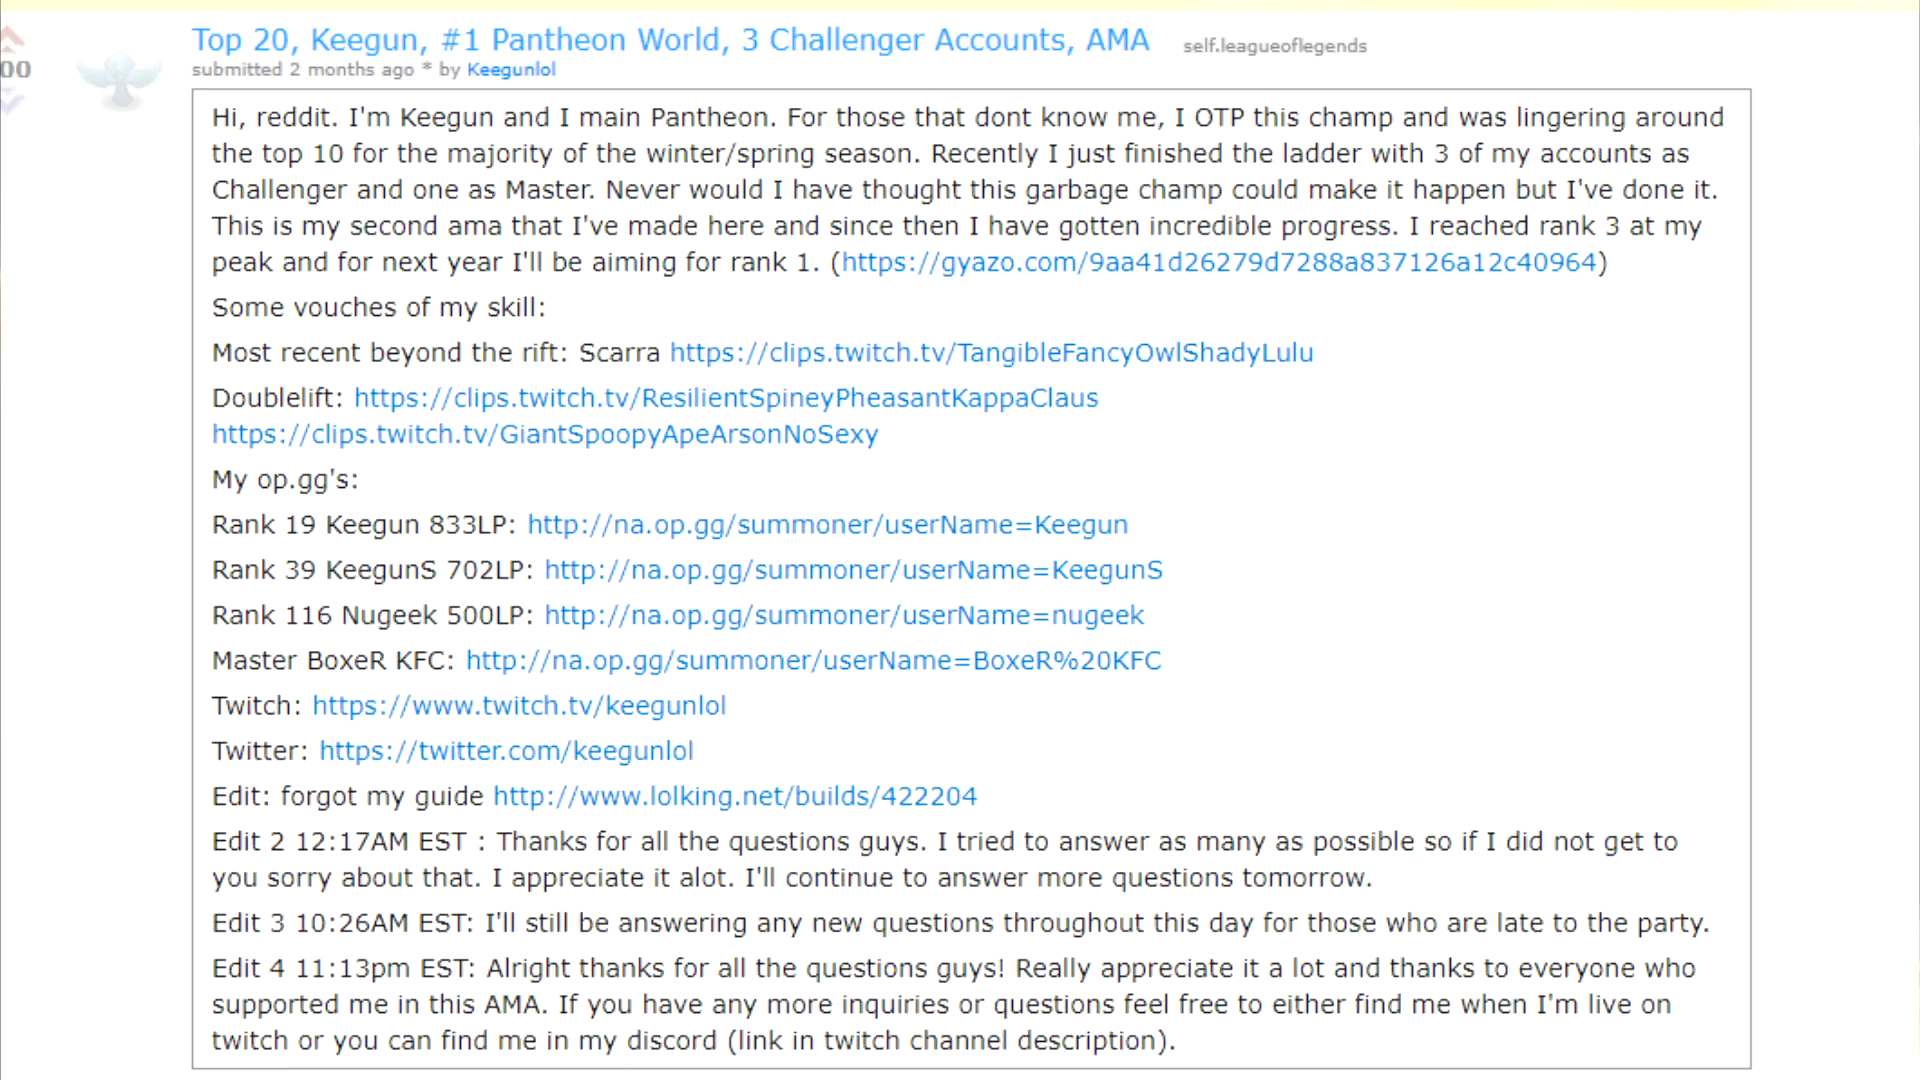 Top 20, Keegun, #1 Pantheon World, 3 Challenger Accounts, AMA self.leagueoflegends
submitted 2 months ago * by Keegunlol
00
Hi, reddit. I'm Keegun and I main Pantheon. For those that dont know me, I OTP this champ and was lingering around
the top 10 for the majority of the winter/spring season. Recently I just finished the ladder with 3 of my accounts as
Challenger and one as Master. Never would I have thought this garbage champ could make it happen but I've done it.
This is my second ama that I've made here and since then I have gotten incredible progress. I reached rank 3 at my
peak and for next year I'll be aiming for rank 1. (https://gyazo.com/9aa41d26279d7288a837126a12c40964)
Some vouches of my skill:
Most recent beyond the rift: Scarra https://clips.twitch.tv/TangibleFancyOwlShadyLulu
Doublelift: https://clips.twitch.tv/ResilientSpineyPheasantKappaClaus
https://clips.twitch.tv/GiantSpoopyApeArsonNoSexy
My op.gg's:
Rank 19 Keegun 833LP: http://na.op.gg/summoner/userName=Keegun
Rank 39 KeegunS 702LP: http://na.op.gg/summoner/userName=KeegunS
Rank 116 Nugeek 500LP: http://na.op.gg/summoner/userName=nugeek
Master BoxeR KFC: http://na.op.gg/summoner/userName=BoxeR%20KFC
Twitch: https://www.twitch.tv/keegunlol
Twitter: https://twitter.com/keegunlol
Edit: forgot my guide http://www.lolking.net/builds/422204
Edit 2 12:17AM EST : Thanks for all the questions guys. I tried to answer as many as possible so if I did not get to
you sorry about that. I appreciate it alot. I'll continue to answer more questions tomorrow.
Edit 3 10:26AM EST: I'll still be answering any new questions throughout this day for those who are late to the party.
Edit 4 11:13pm EST: Alright thanks for all the questions guys! Really appreciate it a lot and thanks to everyone who
supported me in this AMA. If you have any more inquiries or questions feel free to either find me when I'm live on
twitch or you can find me in my discord (link in twitch channel description).